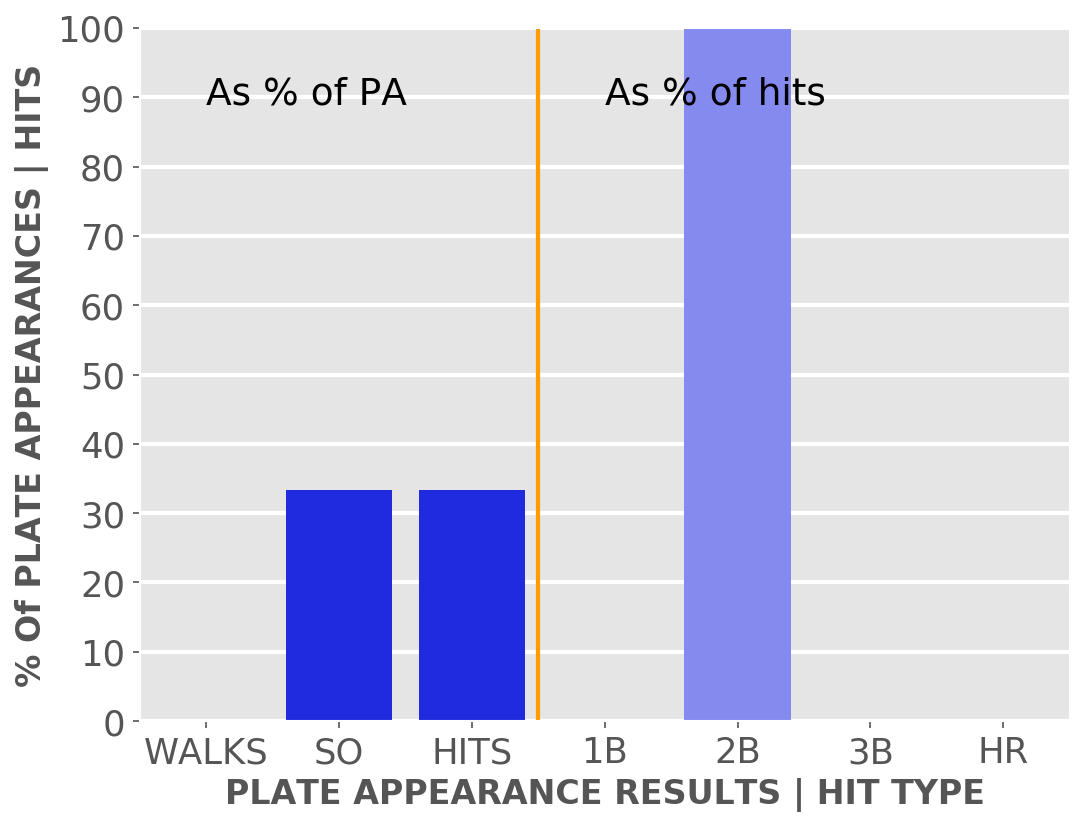 % Of PLATE APPEARANCES | HITS
100
90
80
70
60
50
40
30
20
10
0
As % of PA
As % of hits
WALKS SO HITS 1B 2B 3B HR
PLATE APPEARANCE RESULTS | HIT TYPE